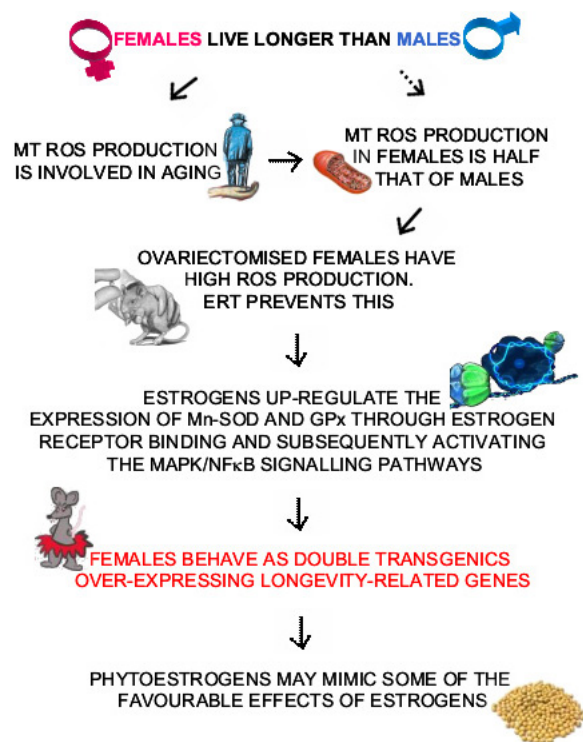 FEMALES LIVE LONGER THAN MALES
MT ROS PRODUCTION
IS INVOLVED IN AGING
MT ROS PRODUCTION
IN FEMALES IS HALF
THAT OF MALES
OVARIECTOMISED FEMALES HAVE
HIGH ROS PRODUCTION.
ERT PREVENTS THIS
ESTROGENS UP-REGULATE THE
EXPRESSION OF Mn-SOD AND GPx THROUGH ESTROGEN
RECEPTOR BINDING AND SUBSEQUENTLY ACTIVATING
THE MAPK/NFκB SIGNALLING PATHWAYS
FEMALES BEHAVE AS DOUBLE TRANSGENICS
OVER-EXPRESSING LONGEVITY-RELATED GENES
PHYTOESTROGENS MAY MIMIC SOME OF THE
FAVOURABLE EFFECTS OF ESTROGENS